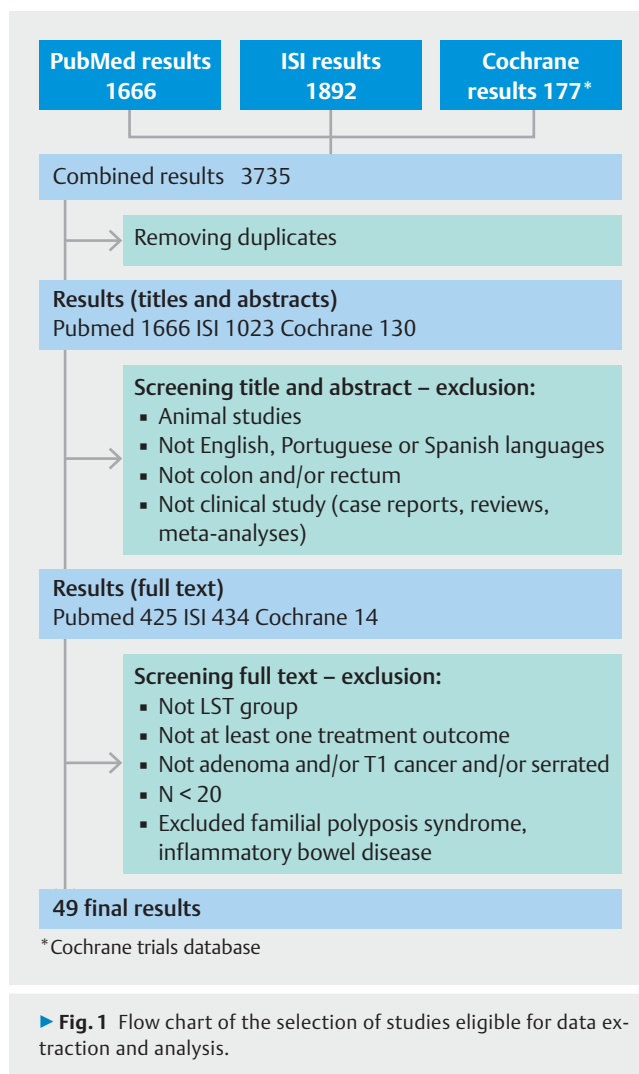 PubMed results
1666
ISI results
1892
Cochrane
results 177*
Combined results 3735
Removing duplicates
Results (titles and abstracts)
Pubmed 1666 ISI 1023 Cochrane 130
Screening title and abstract – exclusion:
▪ Animal studies
▪ Not English, Portuguese or Spanish languages
▪ Not colon and/or rectum
▪ Not clinical study (case reports, reviews,
meta-analyses)
Results (full text)
Pubmed 425 ISI 434 Cochrane 14
Screening full text – exclusion:
▪ Not LST group
▪ Not at least one treatment outcome
▪ Not adenoma and/or T1 cancer and/or serrated
▪ N < 20
▪ Excluded familial polyposis syndrome,
inflammatory bowel disease
49 final results
*Cochrane trials database
▶ Fig. 1 Flow chart of the selection of studies eligible for data ex-
traction and analysis.